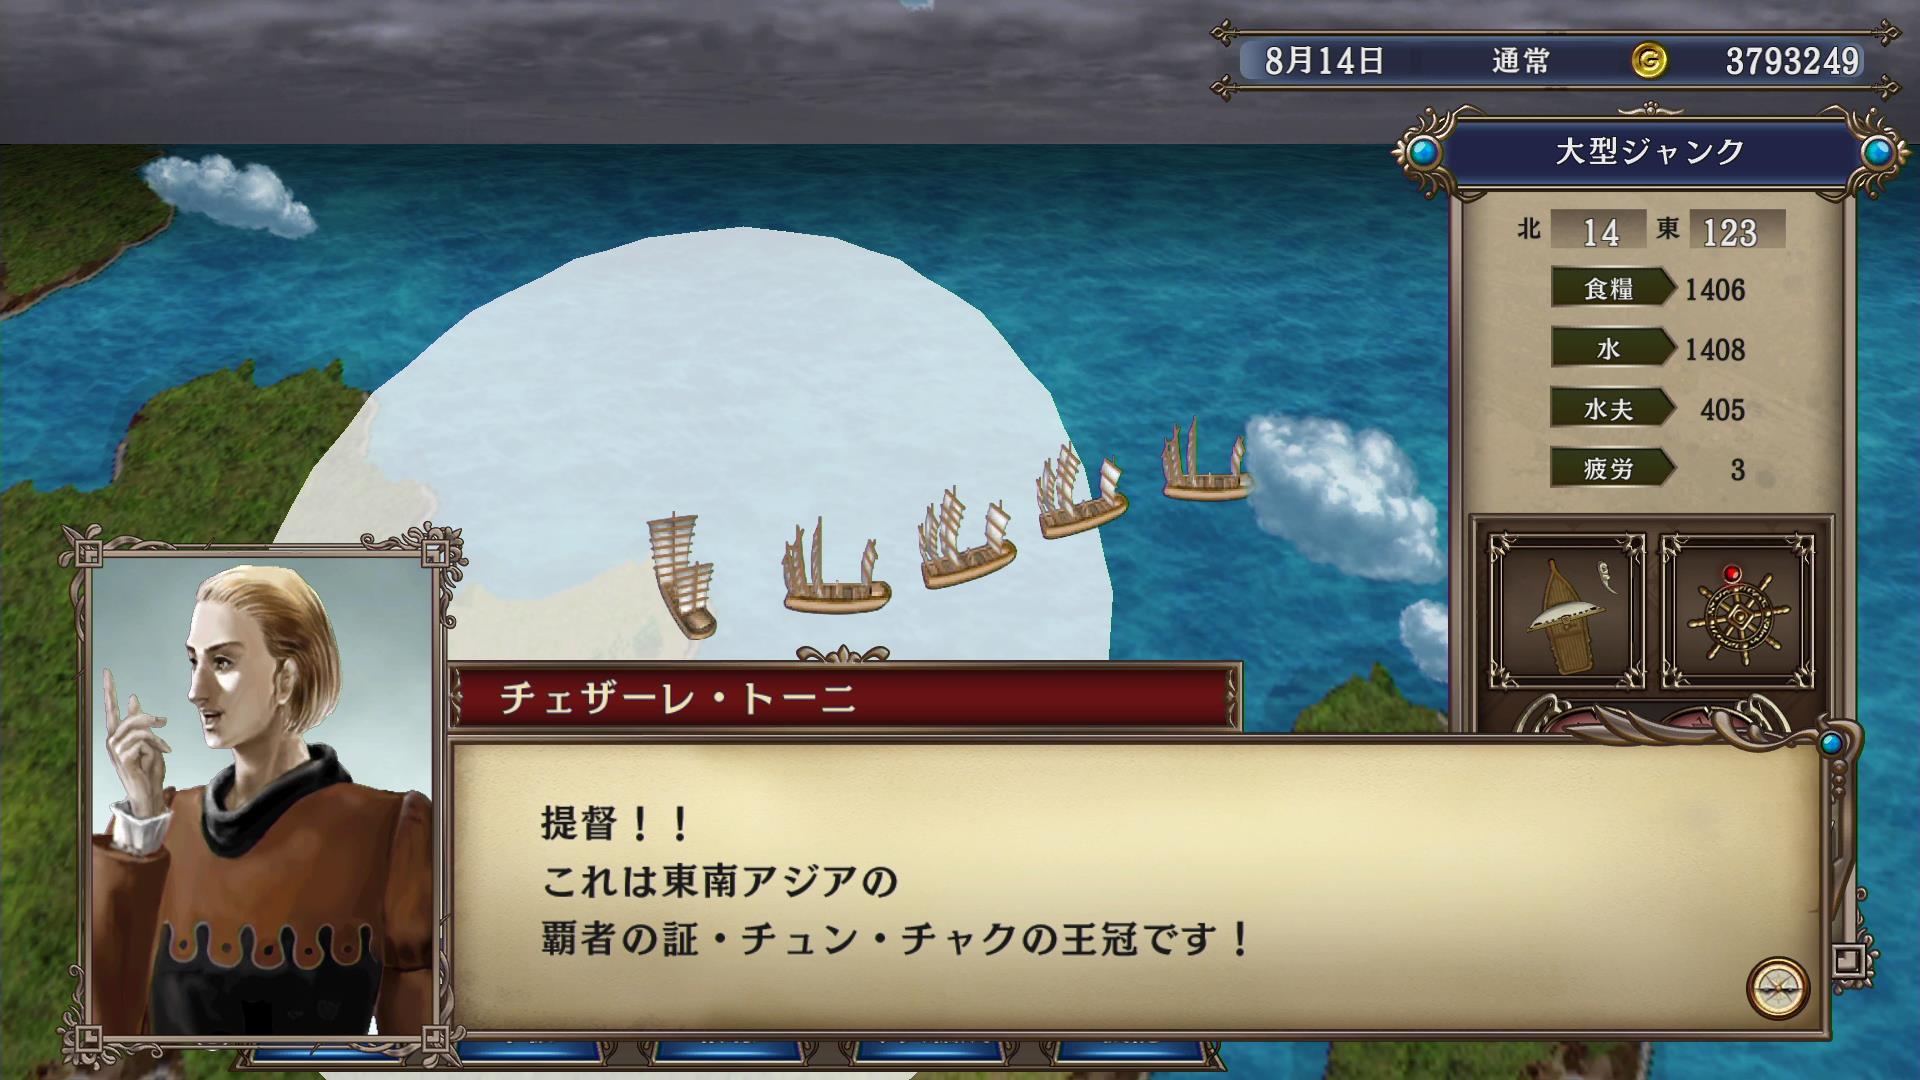 8月14日 通常 3793249
大型ジャンク
北 14 東 123
食糧 1406
水 1408
水夫 405
疲労 3
チェザーレ・トーニ
提督！！
これは東南アジアの
覇者の証・チュン・チャクの王冠です！